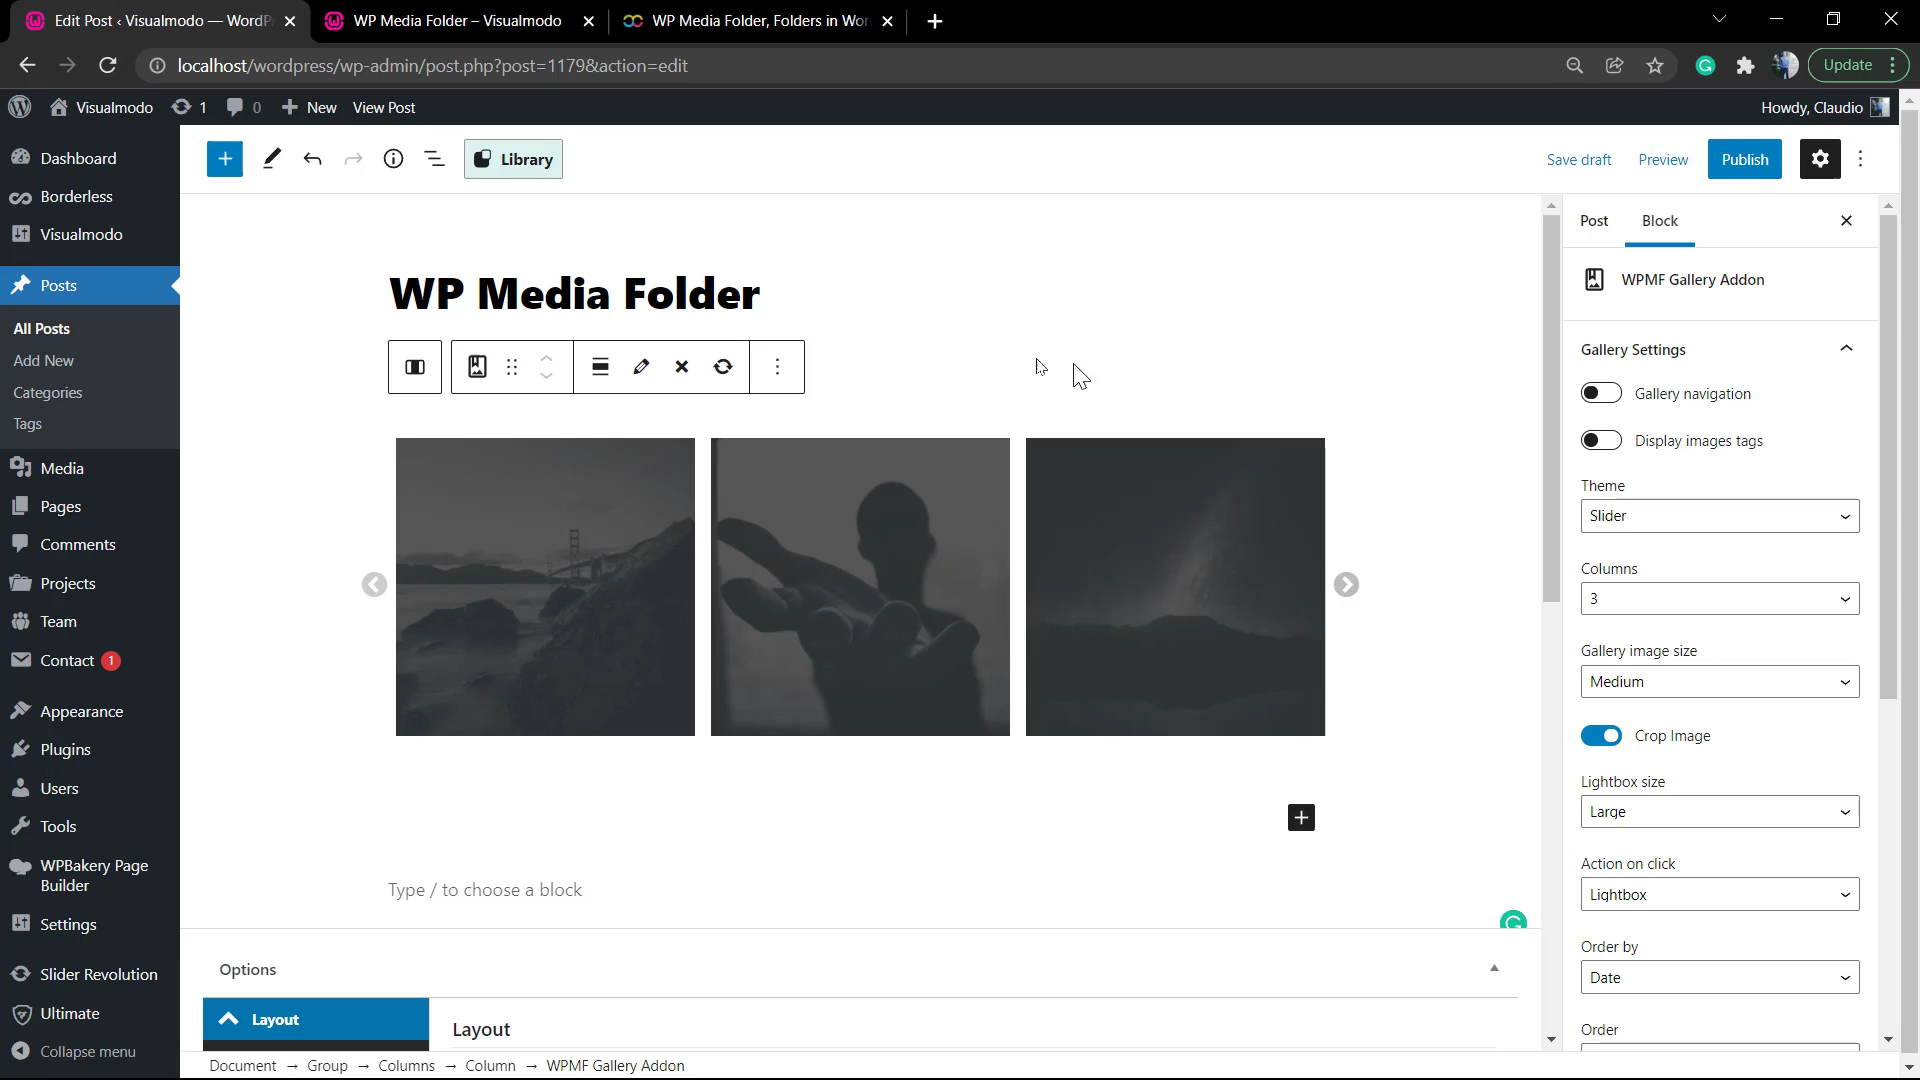 Edit Post ‹ Visualmodo — WordP
WP Media Folder – Visualmodo
WP Media Folder, Folders in Wor
localhost/wordpress/wp-admin/post.php?post=1179&action=edit
Update
Visualmodo
1
0
New
View Post
Howdy, Claudio
Dashboard
Borderless
Visualmodo
Posts
All Posts
Add New
Categories
Tags
Media
Pages
Comments
Projects
Team
Contact 1
Appearance
Plugins
Users
Tools
WPBakery Page
Builder
Settings
Slider Revolution
Ultimate
Collapse menu
Library
Save draft
Preview
Publish
WP Media Folder
Type / to choose a block
Options
Layout
Layout
Document → Group → Columns → Column → WPMF Gallery Addon
Post
Block
WPMF Gallery Addon
Gallery Settings
Gallery navigation
Display images tags
Theme
Slider
Columns
3
Gallery image size
Medium
Crop Image
Lightbox size
Large
Action on click
Lightbox
Order by
Date
Order